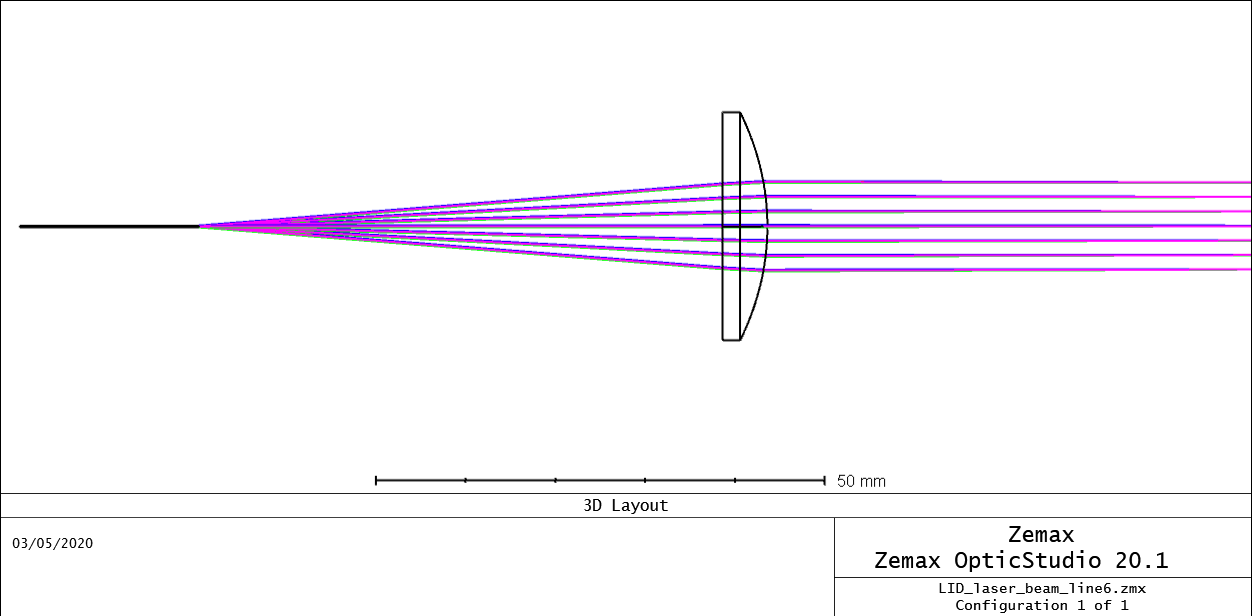 50 mm
3D Layout
03/05/2020
Zemax
Zemax OpticStudio 20.1
LID_laser_beam_line6.zmx
Configuration 1 of 1